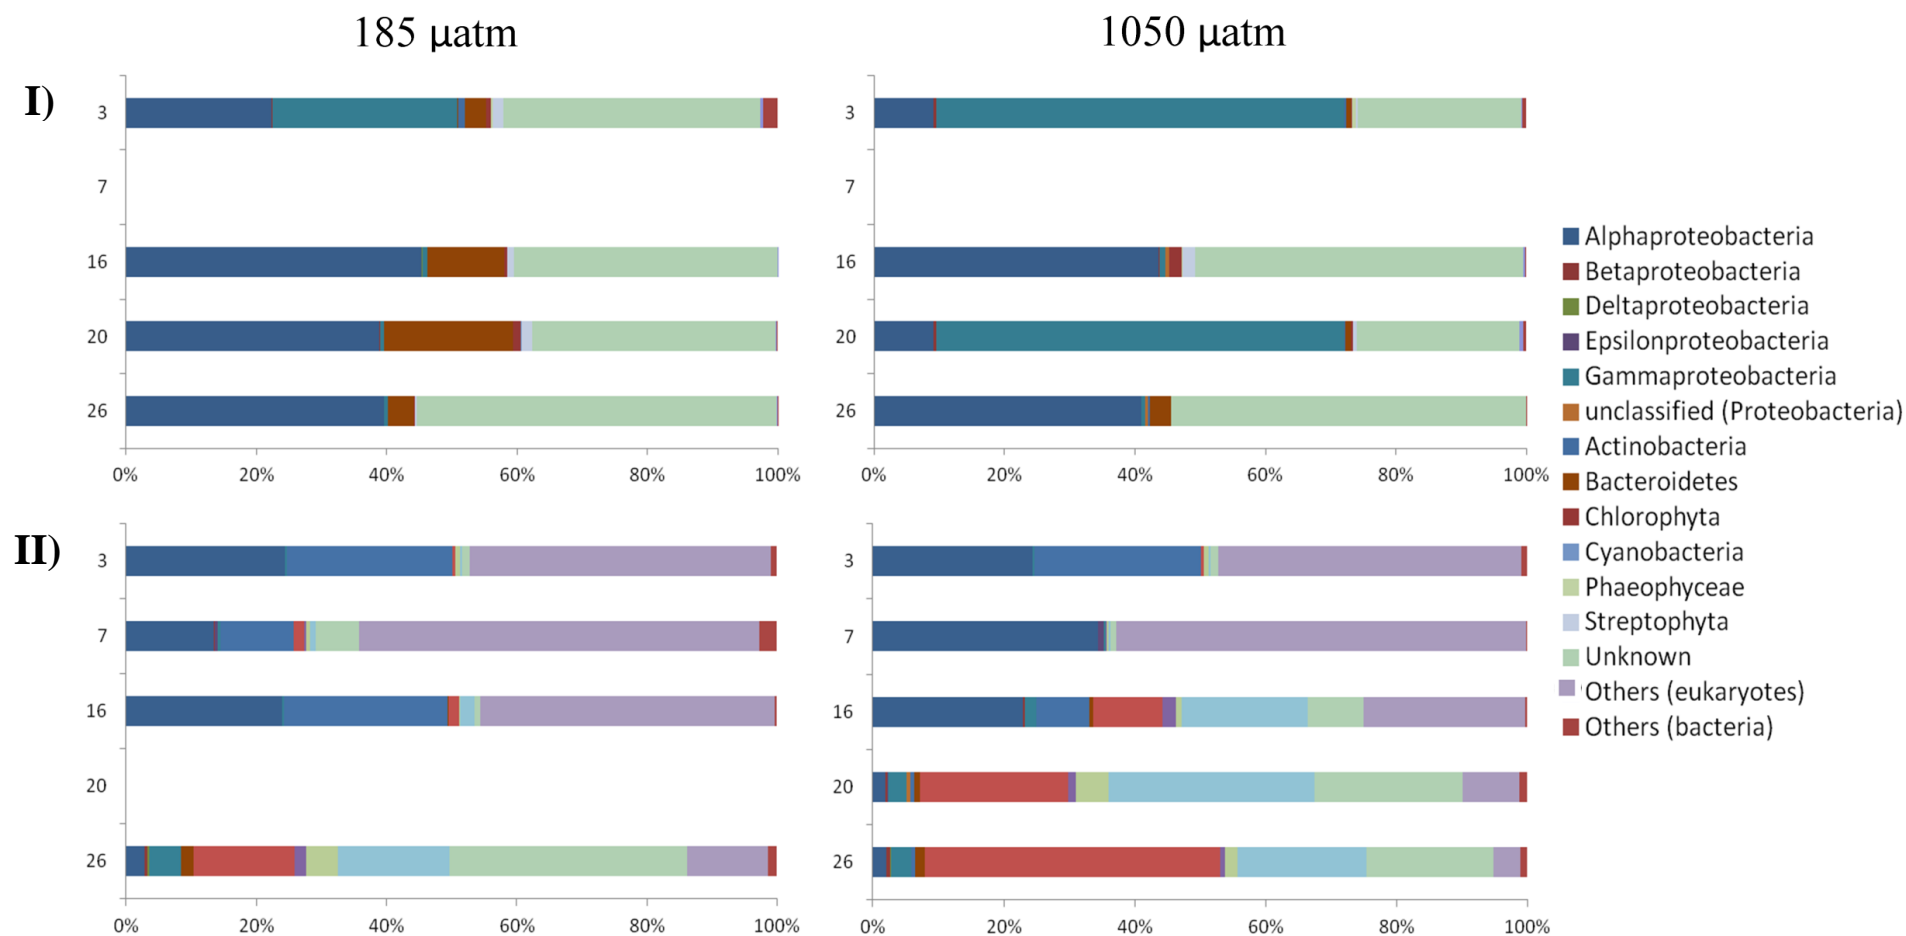 185 µatm
1050 µatm
I)
3
7
16
20
26
0% 20% 40% 60% 80% 100%
3
7
16
20
26
0% 20% 40% 60% 80% 100%
II)
3
7
16
20
26
0% 20% 40% 60% 80% 100%
3
7
16
20
26
0% 20% 40% 60% 80% 100%
Alphaproteobacteria
Betaproteobacteria
Deltaproteobacteria
Epsilonproteobacteria
Gammaproteobacteria
unclassified (Proteobacteria)
Actinobacteria
Bacteroidetes
Chlorophyta
Cyanobacteria
Phaeophyceae
Streptophyta
Unknown
Others (eukaryotes)
Others (bacteria)